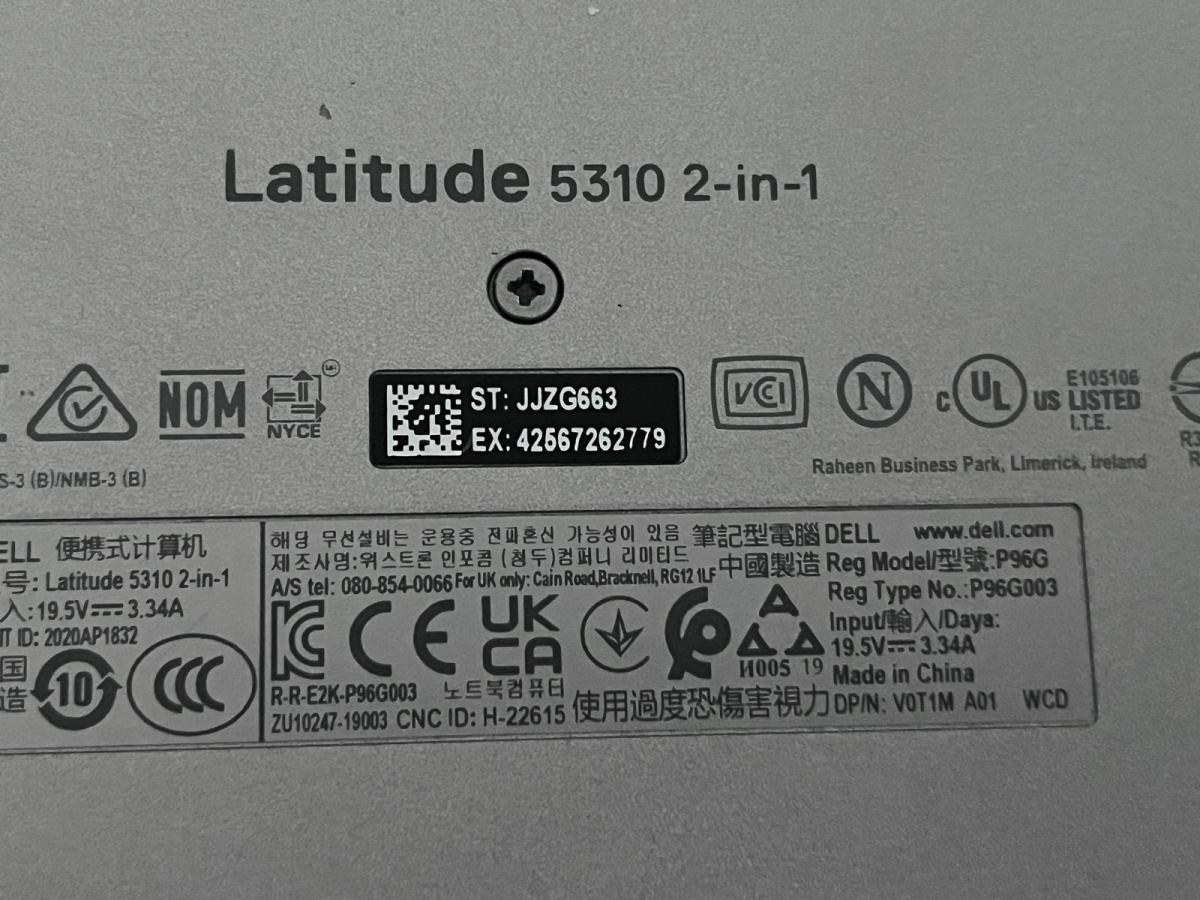 Latitude 5310 2-in-1
NOM
NYCE
ST: JJZG663
EX: 42567262779
VCCI
N
c UL US LISTED
E105106
I.T.E.
S-3 (B)/NMB-3 (B)
Raheen Business Park, Limerick, Ireland
ELL 便携式计算机
号: Latitude 5310 2-in-1
入:19.5V⎓3.34A
IT ID: 2020AP1832
国
造
10
CCC
해당 무선설비는 운용중 전파혼신 가능성이 있음
제조사명:위스트론 인포콤 (청두)컴퍼니 리미티드
A/S tel: 080-854-0066 For UK only: Cain Road,Bracknell, RG12 1LF
KC CE UK CA
И005 19
R-R-E2K-P96G003 노트북컴퓨터
ZU10247-19003 CNC ID: H-22615
使用過度恐傷害視力
筆記型電腦 DELL www.dell.com
中國製造 Reg Model/型號:P96G
Reg Type No.:P96G003
Input/輸入/Daya:
19.5V⎓3.34A
Made in China
DP/N: V0T1M A01 WCD